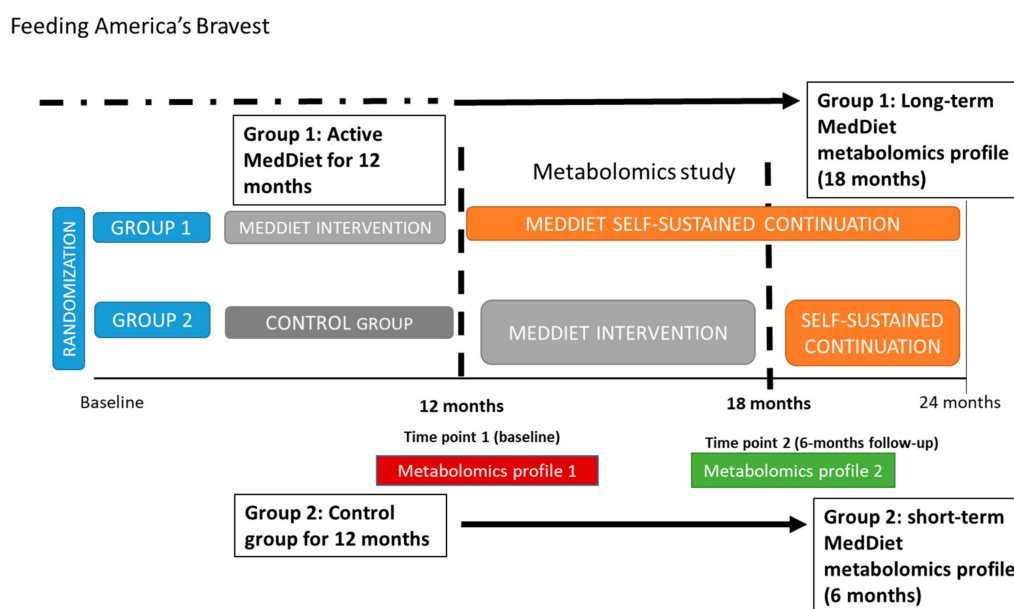 Feeding America's Bravest
Group 1: Active
MedDiet for 12
months
Group 1: Long-term
MedDiet
metabolomics profile
(18 months)
Metabolomics study
RANDOMIZATION
GROUP 1
MEDDIET INTERVENTION
MEDDIET SELF-SUSTAINED CONTINUATION
GROUP 2
CONTROL GROUP
MEDDIET INTERVENTION
SELF-SUSTAINED
CONTINUATION
Baseline
12 months
18 months
24 months
Time point 1 (baseline)
Time point 2 (6-months follow-up)
Metabolomics profile 1
Metabolomics profile 2
Group 2: Control
group for 12 months
Group 2: short-term
MedDiet
metabolomics profile
(6 months)